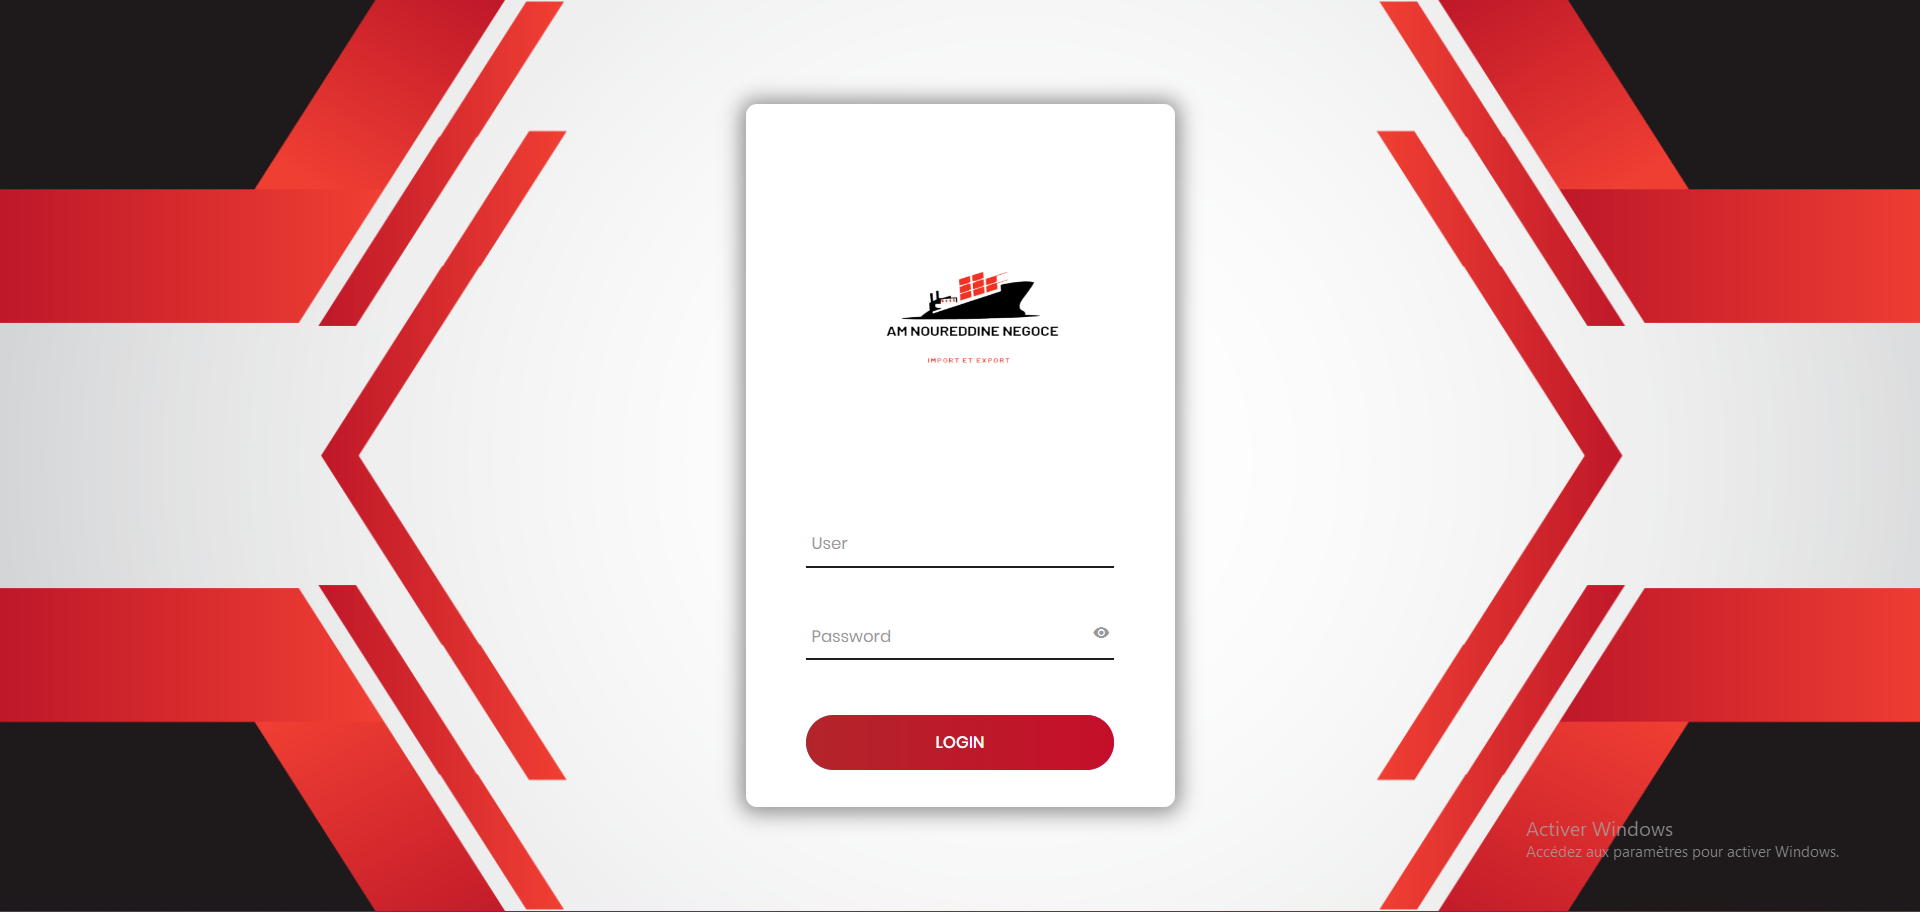 AM NOUREDDINE NEGOCE
IMPORT ET EXPORT
User
Password
LOGIN
Activer Windows
Accédez aux paramètres pour activer Windows.